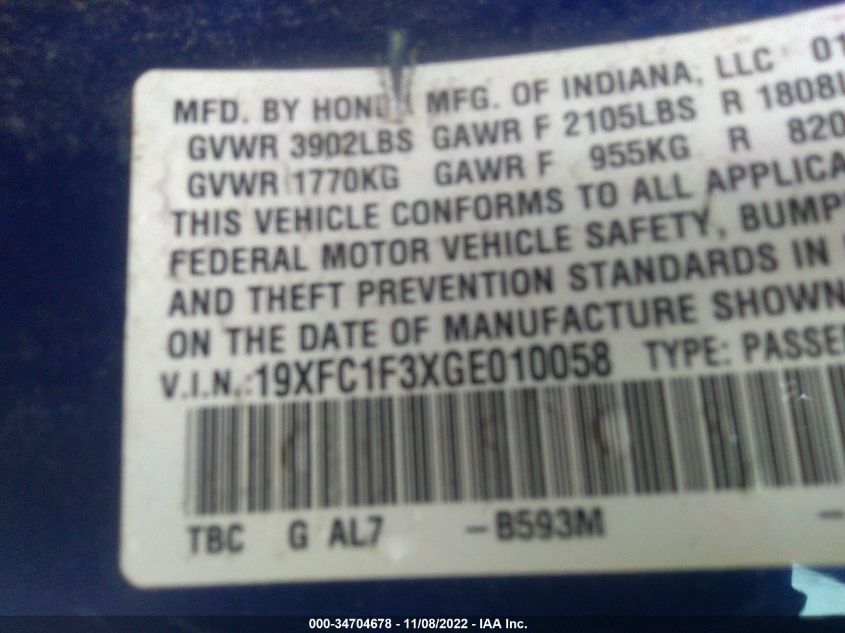 MFD. BY HONDA MFG. OF INDIANA, LLC 01
GVWR 3902LBS GAWR F 2105LBS R 1808L
GVWR 1770KG GAWR F 955KG R 820
THIS VEHICLE CONFORMS TO ALL APPLICA
FEDERAL MOTOR VEHICLE SAFETY, BUMP
AND THEFT PREVENTION STANDARDS IN
ON THE DATE OF MANUFACTURE SHOWN
V.I.N.:19XFC1F3XGE010058 TYPE: PASSE
TBC G AL7 -B593M -
000-34704678 - 11/08/2022 - IAA Inc.